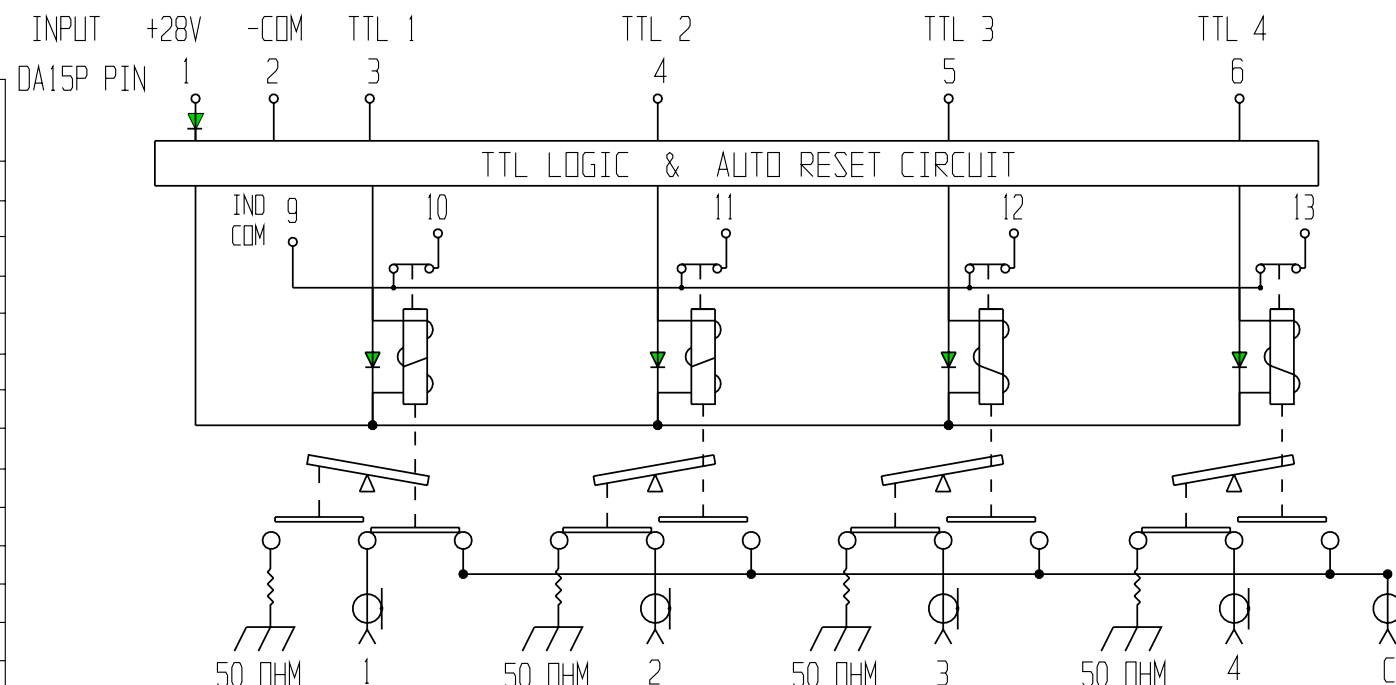 INPUT +28V -COM TTL 1 TTL 2 TTL 3 TTL 4
DA15P PIN 1 2 3 4 5 6
TTL LOGIC & AUTO RESET CIRCUIT
IND COM 9 10 11 12 13
50 OHM 1 50 OHM 2 50 OHM 3 50 OHM 4 C